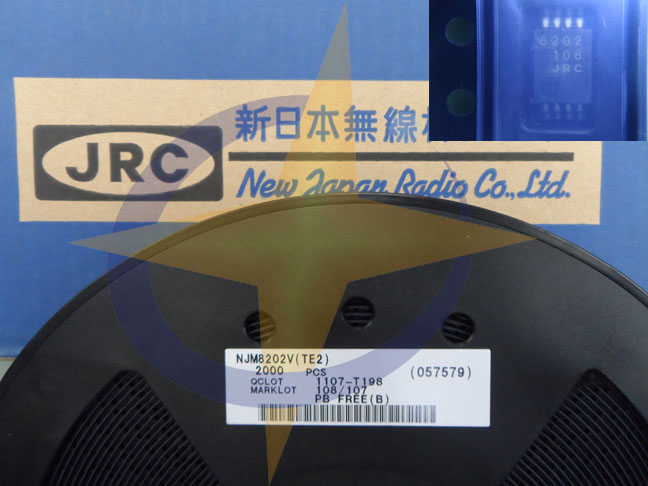 8202
108
JRC
JRC
新日本無線
New Japan Radio Co., Ltd.
NJM8202V(TE2)
2000 PCS (057579)
QCLOT 1107-T198
MARKLOT 108/107
PB FREE(B)